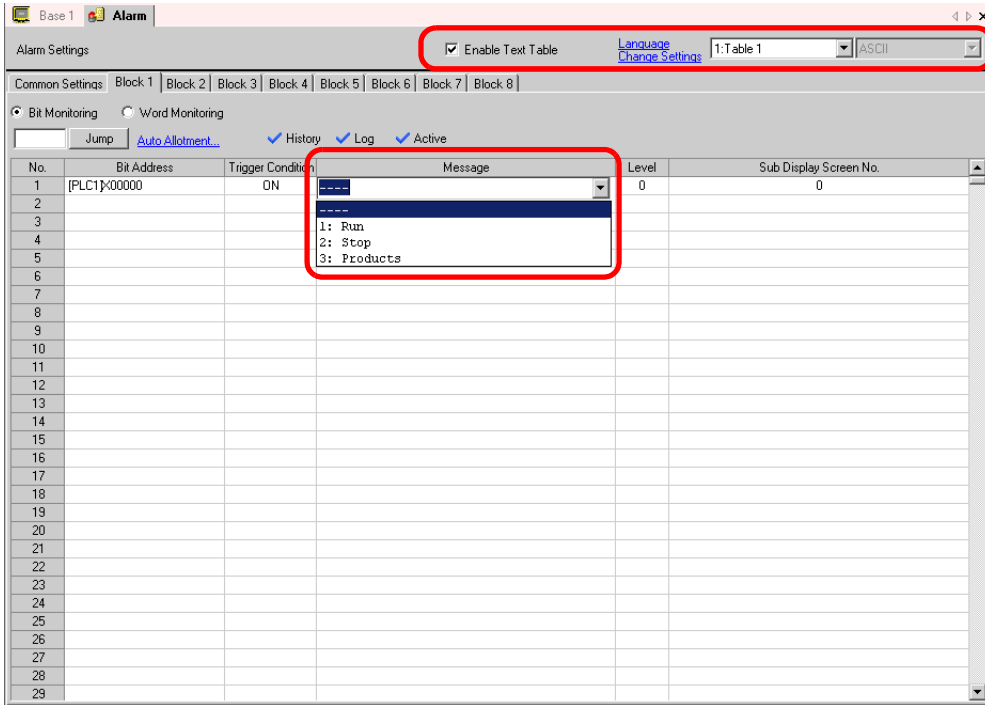 Base 1 Alarm
Alarm Settings Enable Text Table Language Change Settings 1:Table 1 ASCII
Common Settings Block 1 Block 2 Block 3 Block 4 Block 5 Block 6 Block 7 Block 8
Bit Monitoring Word Monitoring
Jump Auto Allotment... History Log Active
No. Bit Address Trigger Condition Message Level Sub Display Screen No.
1 [PLC1]X00000 ON ---- 0 0
2 ----
3 1: Run
4 2: Stop
5 3: Products
6
7
8
9
10
11
12
13
14
15
16
17
18
19
20
21
22
23
24
25
26
27
28
29